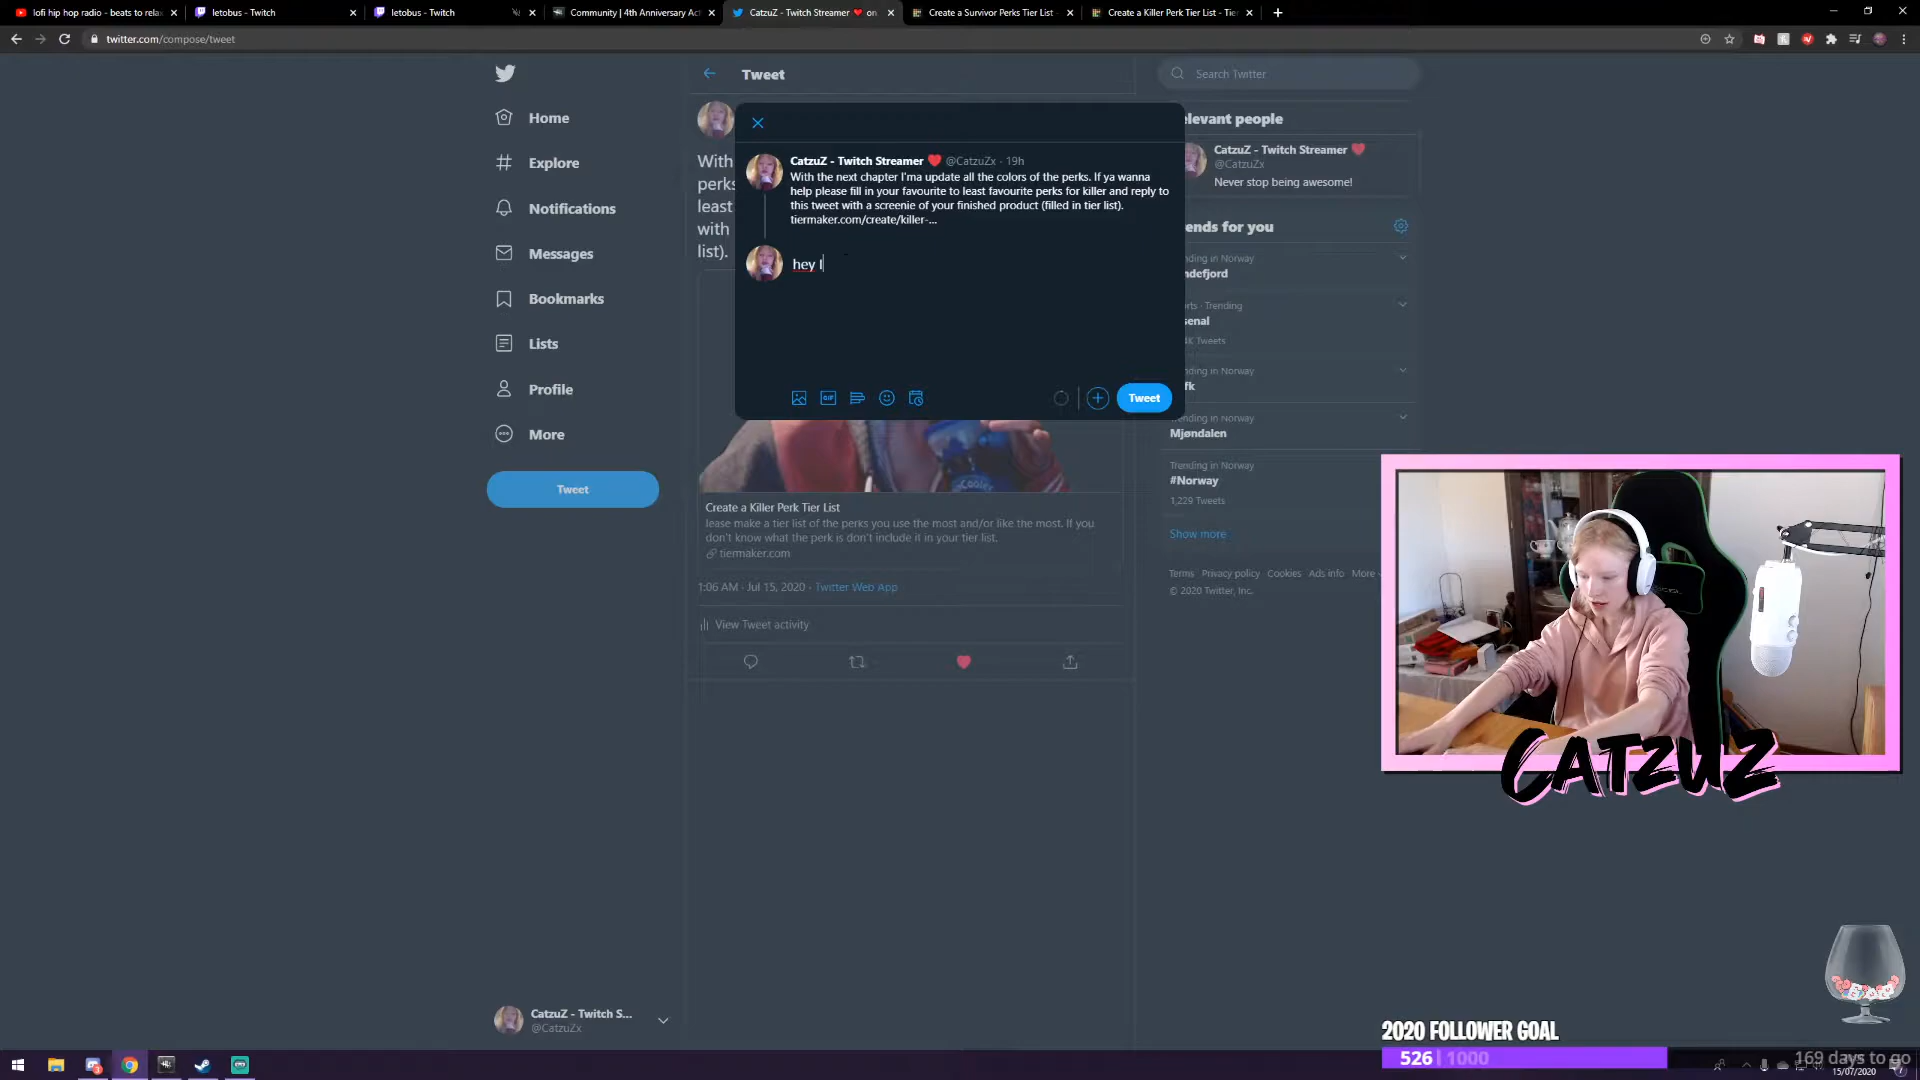 lofi hip hop radio - beats to relax
letobus - Twitch
letobus - Twitch
Community | 4th Anniversary Act
CatzuZ - Twitch Streamer ❤ on
Create a Survivor Perks Tier List -
Create a Killer Perk Tier List - Tier
twitter.com/compose/tweet
Home
Explore
Notifications
Messages
Bookmarks
Lists
Profile
More
Tweet
Tweet
Search Twitter
With
perks
least
with
list).
CatzuZ - Twitch Streamer ❤ @CatzuZx · 19h
With the next chapter I'ma update all the colors of the perks. If ya wanna
help please fill in your favourite to least favourite perks for killer and reply to
this tweet with a screenie of your finished product (filled in tier list).
tiermaker.com/create/killer-...
hey I
GIF
Tweet
Cooler
Create a Killer Perk Tier List
lease make a tier list of the perks you use the most and/or like the most. If you
don't know what the perk is don't include it in your tier list.
tiermaker.com
1:06 AM · Jul 15, 2020 · Twitter Web App
View Tweet activity
elevant people
CatzuZ - Twitch Streamer ❤
@CatzuZx
Never stop being awesome!
ends for you
nding in Norway
ndefjord
orts · Trending
senal
K Tweets
nding in Norway
fk
Trending in Norway
Mjøndalen
Trending in Norway
#Norway
1,229 Tweets
Show more
Terms Privacy policy Cookies Ads info More
© 2020 Twitter, Inc.
CATZUZ
CatzuZ - Twitch S...
@CatzuZx
2020 FOLLOWER GOAL
526 | 1000
169 days to go
15/07/2020